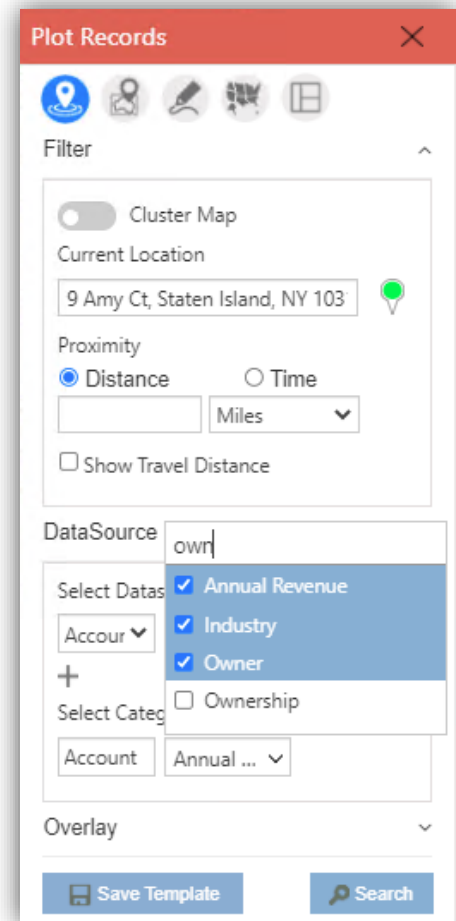 Plot Records
Filter
Cluster Map
Current Location
9 Amy Ct, Staten Island, NY 103
Proximity
Distance
Time
Miles
Show Travel Distance
DataSource
own
Select Datas
Annual Revenue
Accour
Industry
Owner
Ownership
Select Categ
Account
Annual ...
Overlay
Save Template
Search